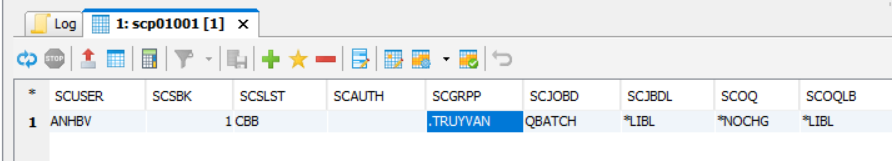 Log 1: scp01001 [1] ×
STOP
* SCUSER SCSBK SCSLST SCAUTH SCGRPP SCJOBD SCJBDL SCOQ SCOQLB
1 ANHBV 1 CBB .TRUYVAN QBATCH *LIBL *NOCHG *LIBL